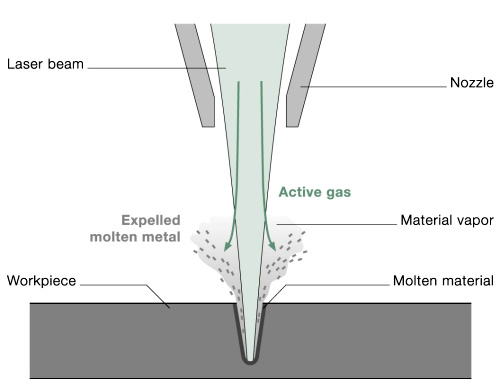 Laser beam
Nozzle
Active gas
Expelled
molten metal
Material vapor
Workpiece
Molten material